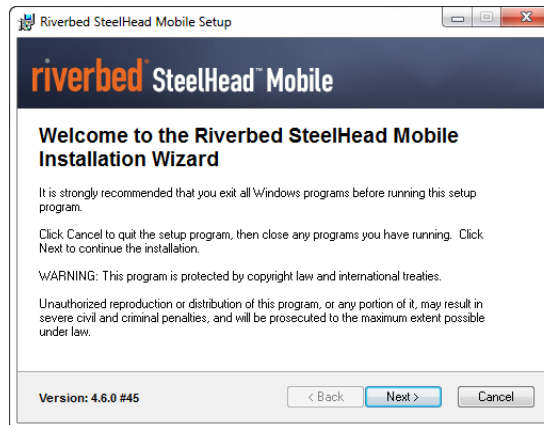 Riverbed SteelHead Mobile Setup
riverbed® SteelHead™ Mobile
Welcome to the Riverbed SteelHead Mobile
Installation Wizard
It is strongly recommended that you exit all Windows programs before running this setup
program.
Click Cancel to quit the setup program, then close any programs you have running. Click
Next to continue the installation.
WARNING: This program is protected by copyright law and international treaties.
Unauthorized reproduction or distribution of this program, or any portion of it, may result in
severe civil and criminal penalties, and will be prosecuted to the maximum extent possible
under law.
Version: 4.6.0 #45
< Back
Next >
Cancel